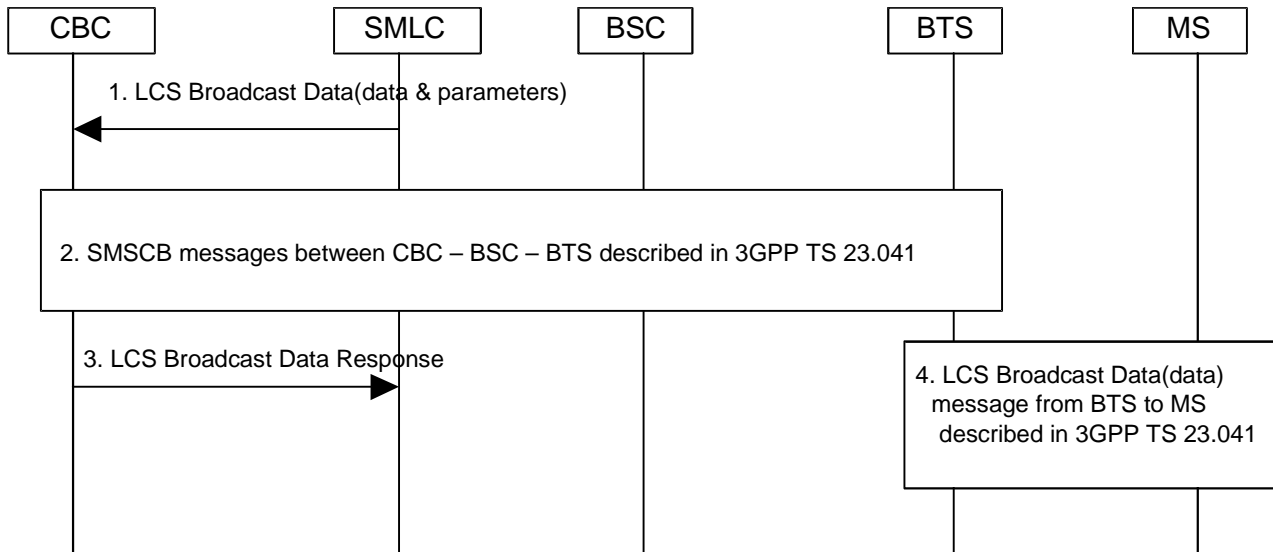 CBC
SMLC
BSC
BTS
MS
1. LCS Broadcast Data(data & parameters)
2. SMSCB messages between CBC – BSC – BTS described in 3GPP TS 23.041
3. LCS Broadcast Data Response
4. LCS Broadcast Data(data)
message from BTS to MS
described in 3GPP TS 23.041